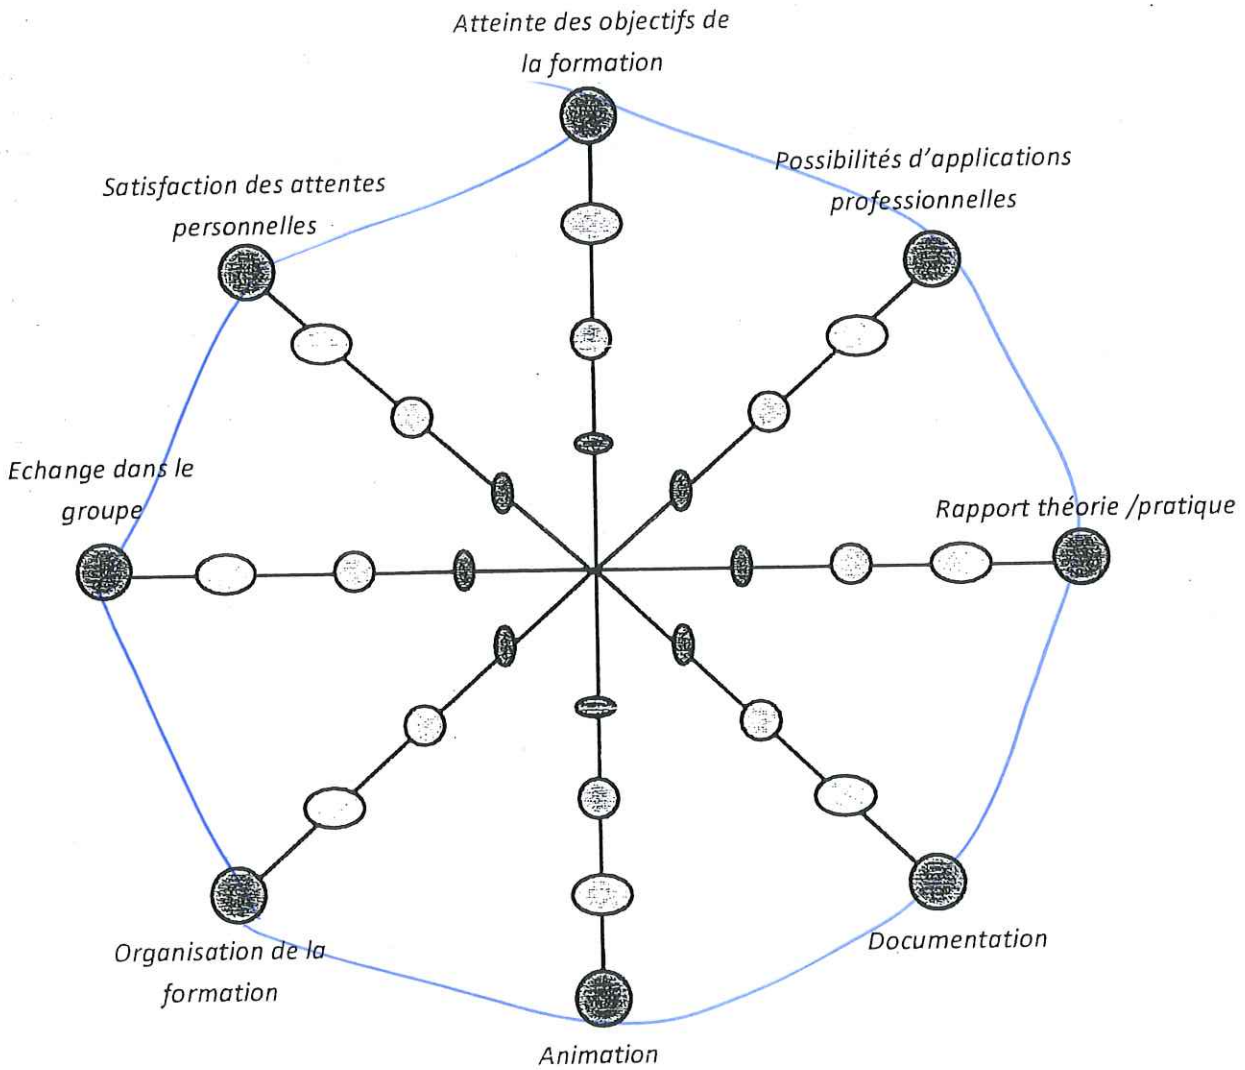 Atteinte des objectifs de
la formation
Possibilités d'applications
professionnelles
Satisfaction des attentes
personnelles
Echange dans le
groupe
Rapport théorie /pratique
Organisation de la
formation
Documentation
Animation